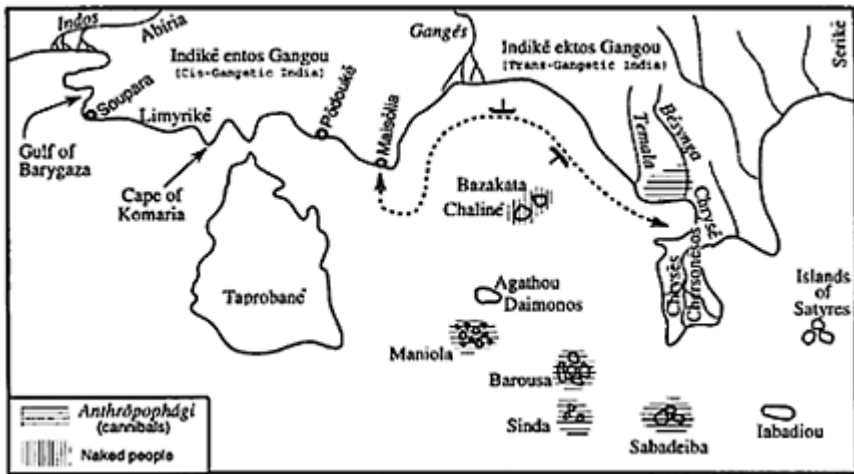 Indos
Abiria
Indikē entos Gangou
(Cis-Gangetic India)
Gangēs
Indikē ektos Gangou
(Trans-Gangetic India)
Sērikē
Soupara
Limyrikē
Pōdoukē
Maisōlia
Temala
Bēsynga
Gulf of
Barygaza
Cape of
Komaria
Bazakata
Chalinē
Chrysē
Chrysēs
Chersonēsos
Taprobanē
Agathou
Daimonos
Islands
of
Satyres
Maniola
Barousa
Sinda
Sabadeiba
Iabadiou
Anthrōpophági
(cannibals)
Naked people